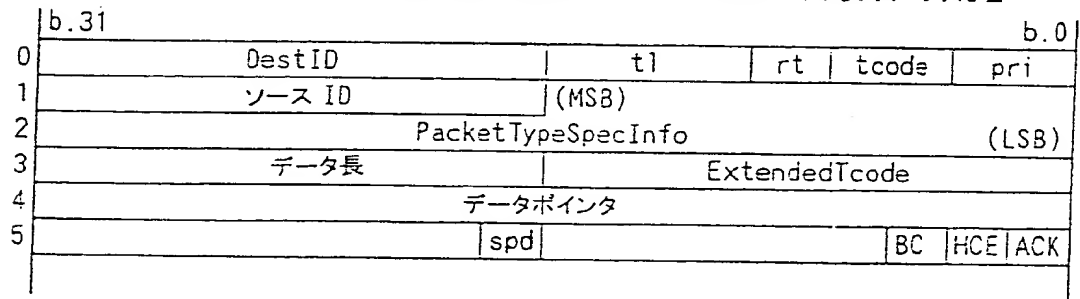 b.31 b.0
0 DestID tl rt tcode pri
1 ソース ID (MSB)
2 PacketTypeSpecInfo (LSB)
3 データ長 ExtendedTcode
4 データポインタ
5 spd BC HCE ACK